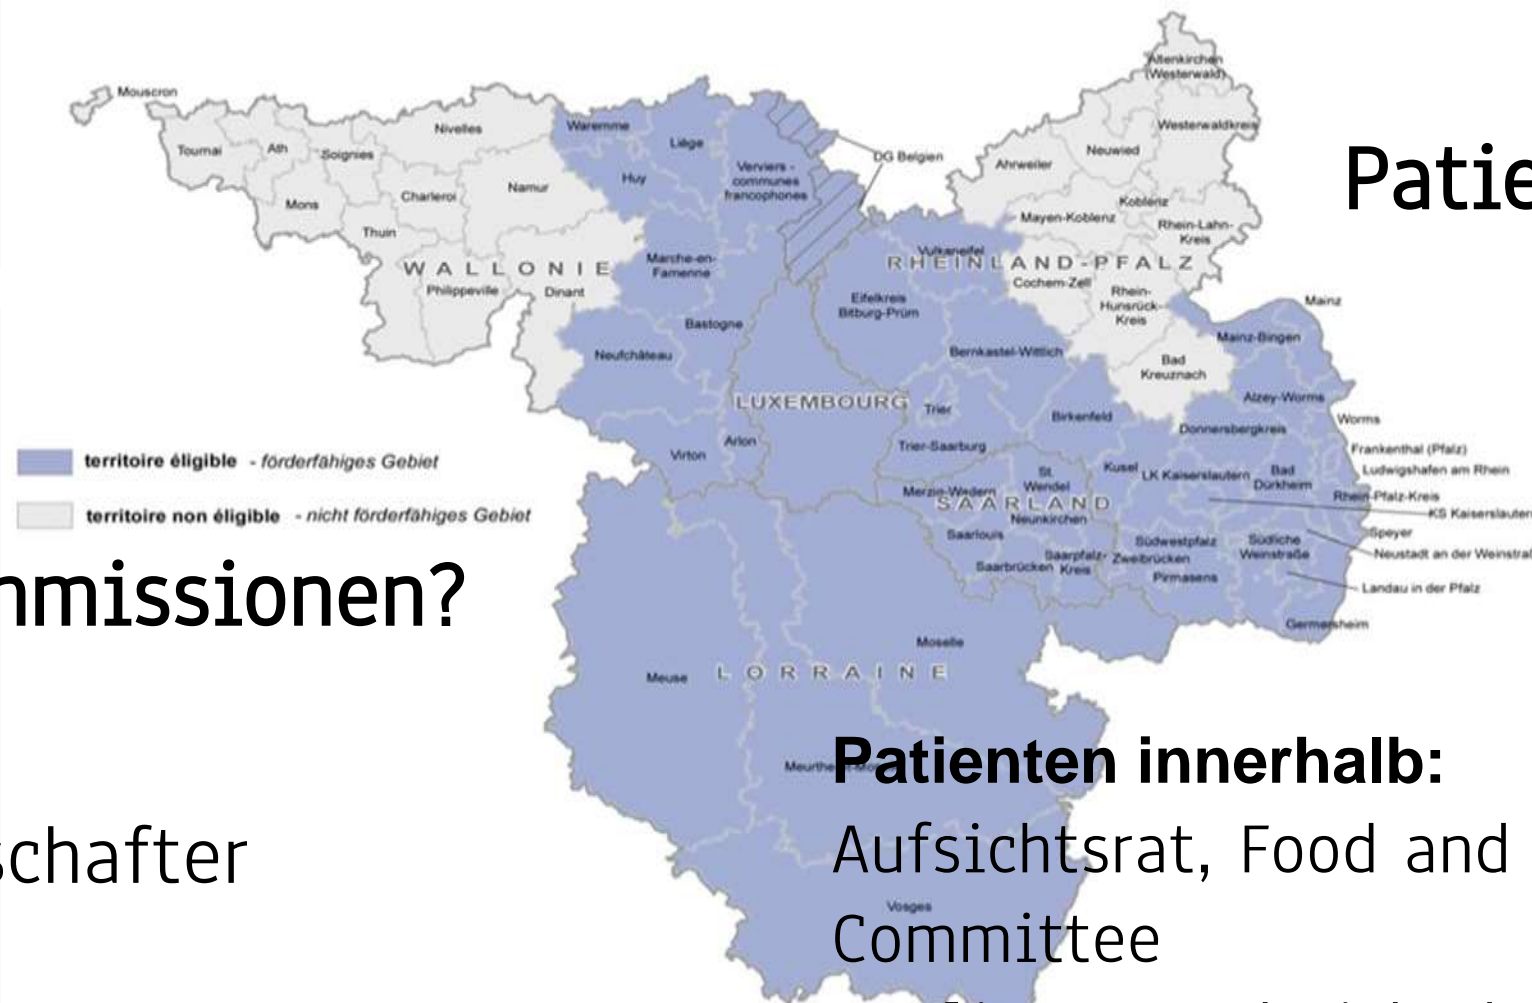 Altenkirchen
(Westerwald)
Mouscron
Westerwaldkreis
Nivelles
Waremme
Tournai
Ath
Soignies
Liège
Neuwied
DG Belgien
Ahrweiler
Verviers -
communes
francophones
Patie
Huy
Namur
Charleroi
Mons
Koblenz
Mayen-Koblenz
Rhein-Lahn-
Kreis
Thuin
Vulkaneifel
RHEINLAND-PFALZ
WALLONIE
Marche-en-
Famenne
Cochem-Zell
Philippeville
Dinant
Rhein-
Hunsrück-
Kreis
Eifelkreis
Bitburg-Prüm
Mainz
Bastogne
Mainz-Bingen
Neufchâteau
Bernkastel-Wittlich
Bad
Kreuznach
LUXEMBOURG
Trier
Alzey-Worms
Birkenfeld
Worms
Donnersbergkreis
Arlon
Virton
Trier-Saarburg
Frankenthal (Pfalz)
territoire éligible - förderfähiges Gebiet
Kusel
LK Kaiserslautern
Bad
Dürkheim
Ludwigshafen am Rhein
St.
Wendel
Merzig-Wadern
SAARLAND
Rhein-Pfalz-Kreis
KS Kaiserslautern
territoire non éligible - nicht förderfähiges Gebiet
Neunkirchen
Saarlouis
Südwestpfalz
Südliche
Weinstraße
Speyer
Neustadt an der Weinstraß
Saarbrücken
Saarpfalz-
Kreis
Zweibrücken
Pirmasens
Landau in der Pfalz
nmissionen?
Germersheim
Moselle
Meuse
LORRAINE
Patienten innerhalb:
schafter
Aufsichtsrat, Food and
Vosges
Committee